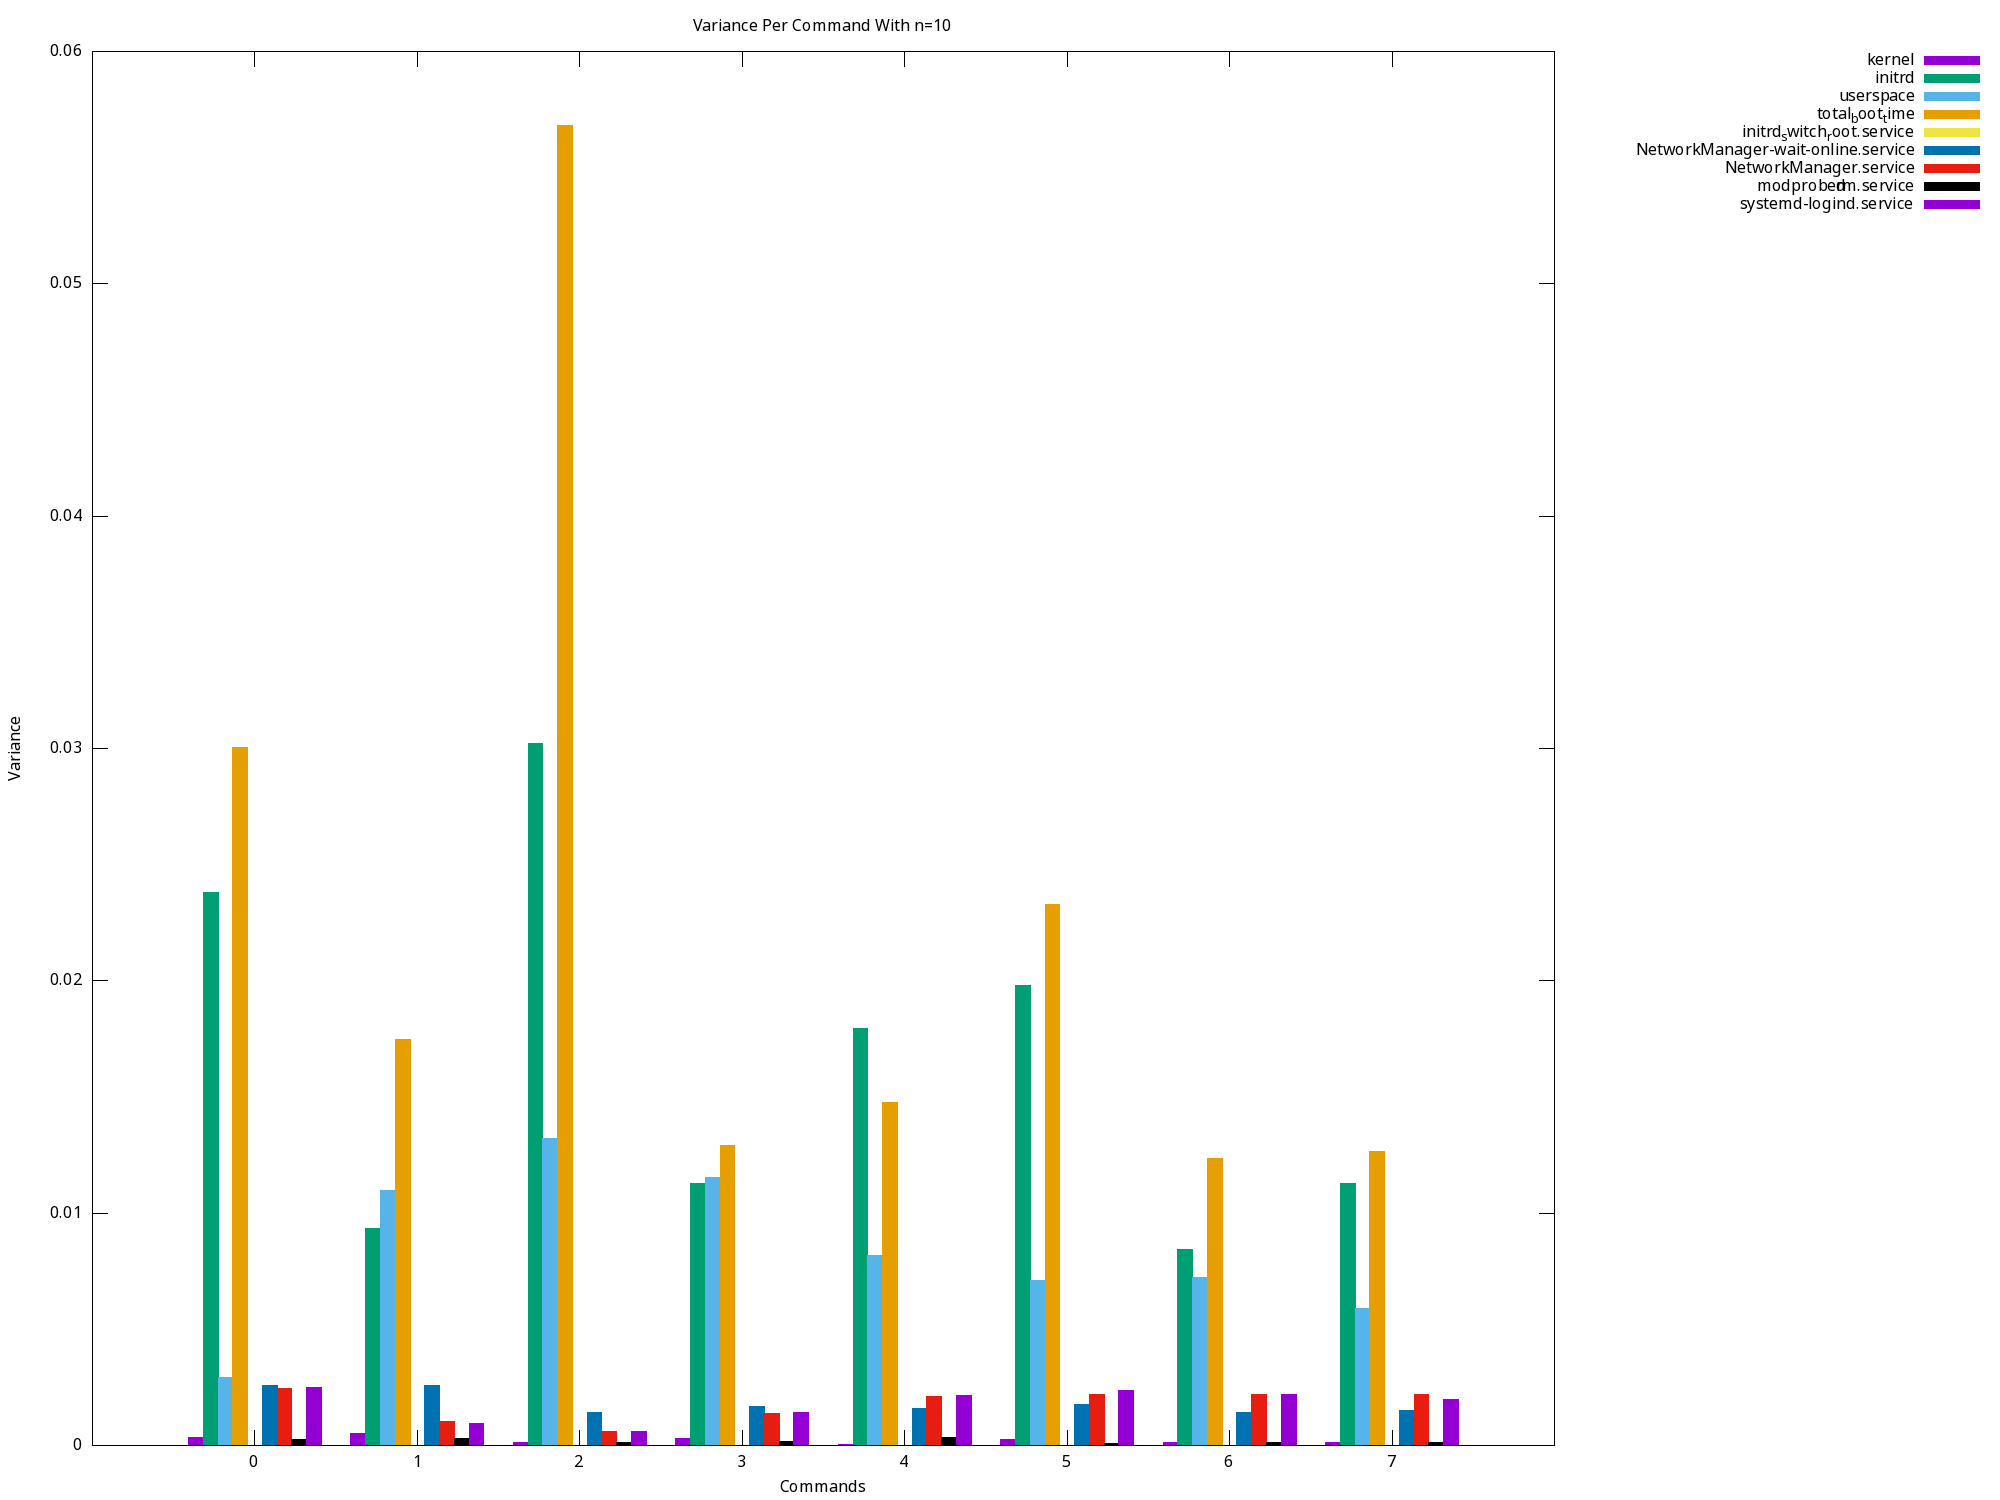 Variance Per Command With n=10
0.06
0.05
0.04
0.03
0.02
0.01
0
Variance
0 1 2 3 4 5 6 7
Commands
kernel
initrd
userspace
total_boot_time
initrd_switch_root.service
NetworkManager-wait-online.service
NetworkManager.service
modprobe dm.service
systemd-logind.service